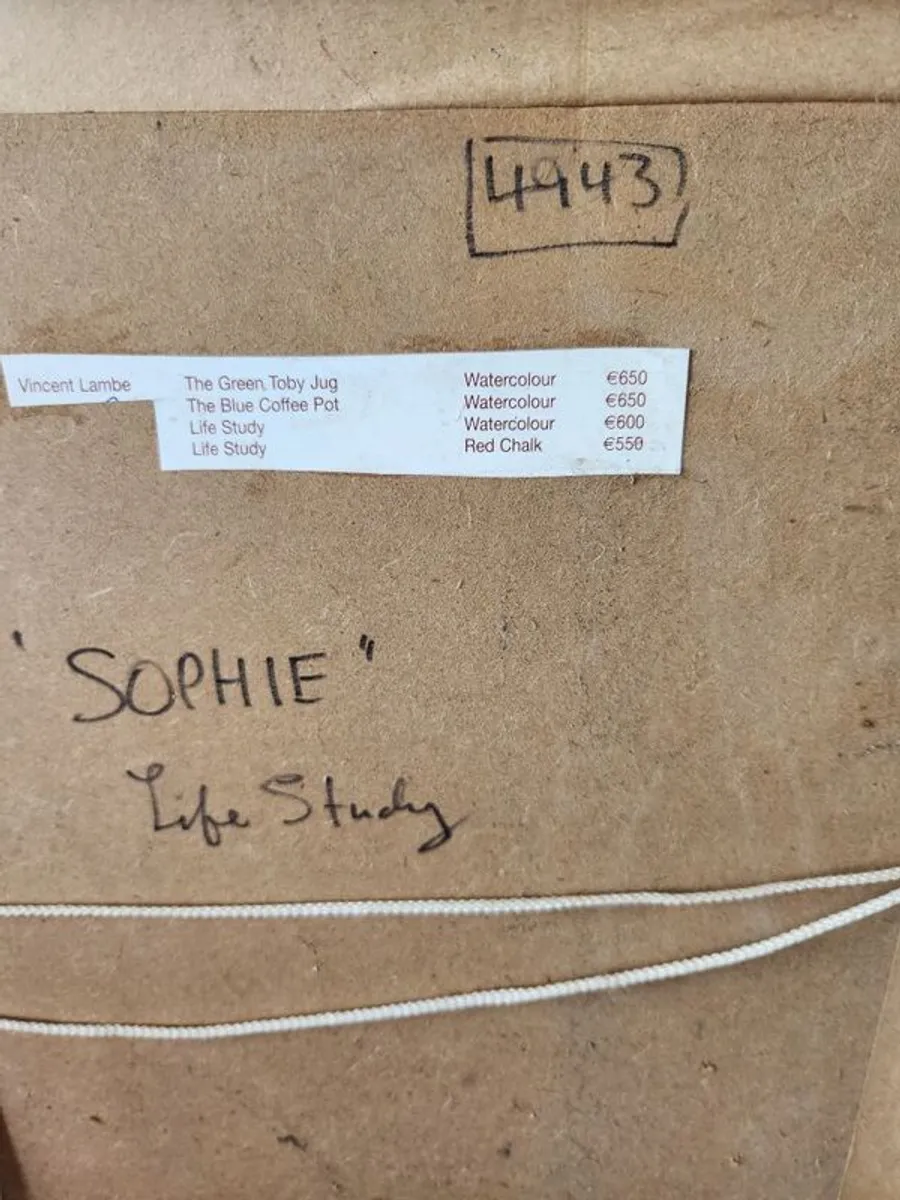 4943
Vincent Lambe The Green Toby Jug Watercolour €650
The Blue Coffee Pot Watercolour €650
Life Study Watercolour €600
Life Study Red Chalk €550
"SOPHIE"
Life Study